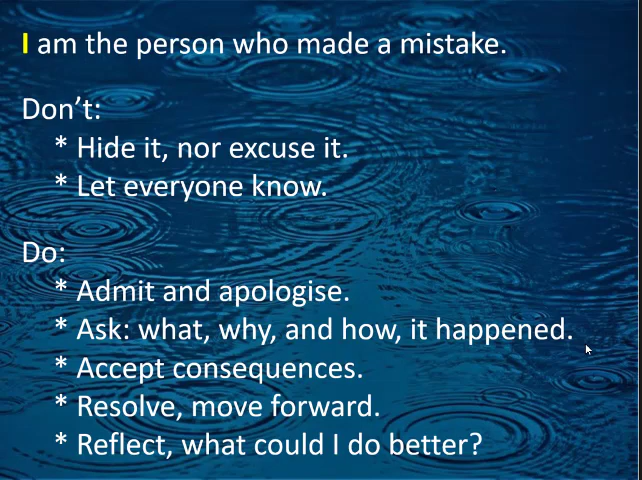 I am the person who made a mistake.
Don’t:
* Hide it, nor excuse it.
* Let everyone know.
Do:
* Admit and apologise.
* Ask: what, why, and how, it happened.
* Accept consequences.
* Resolve, move forward.
* Reflect, what could I do better?